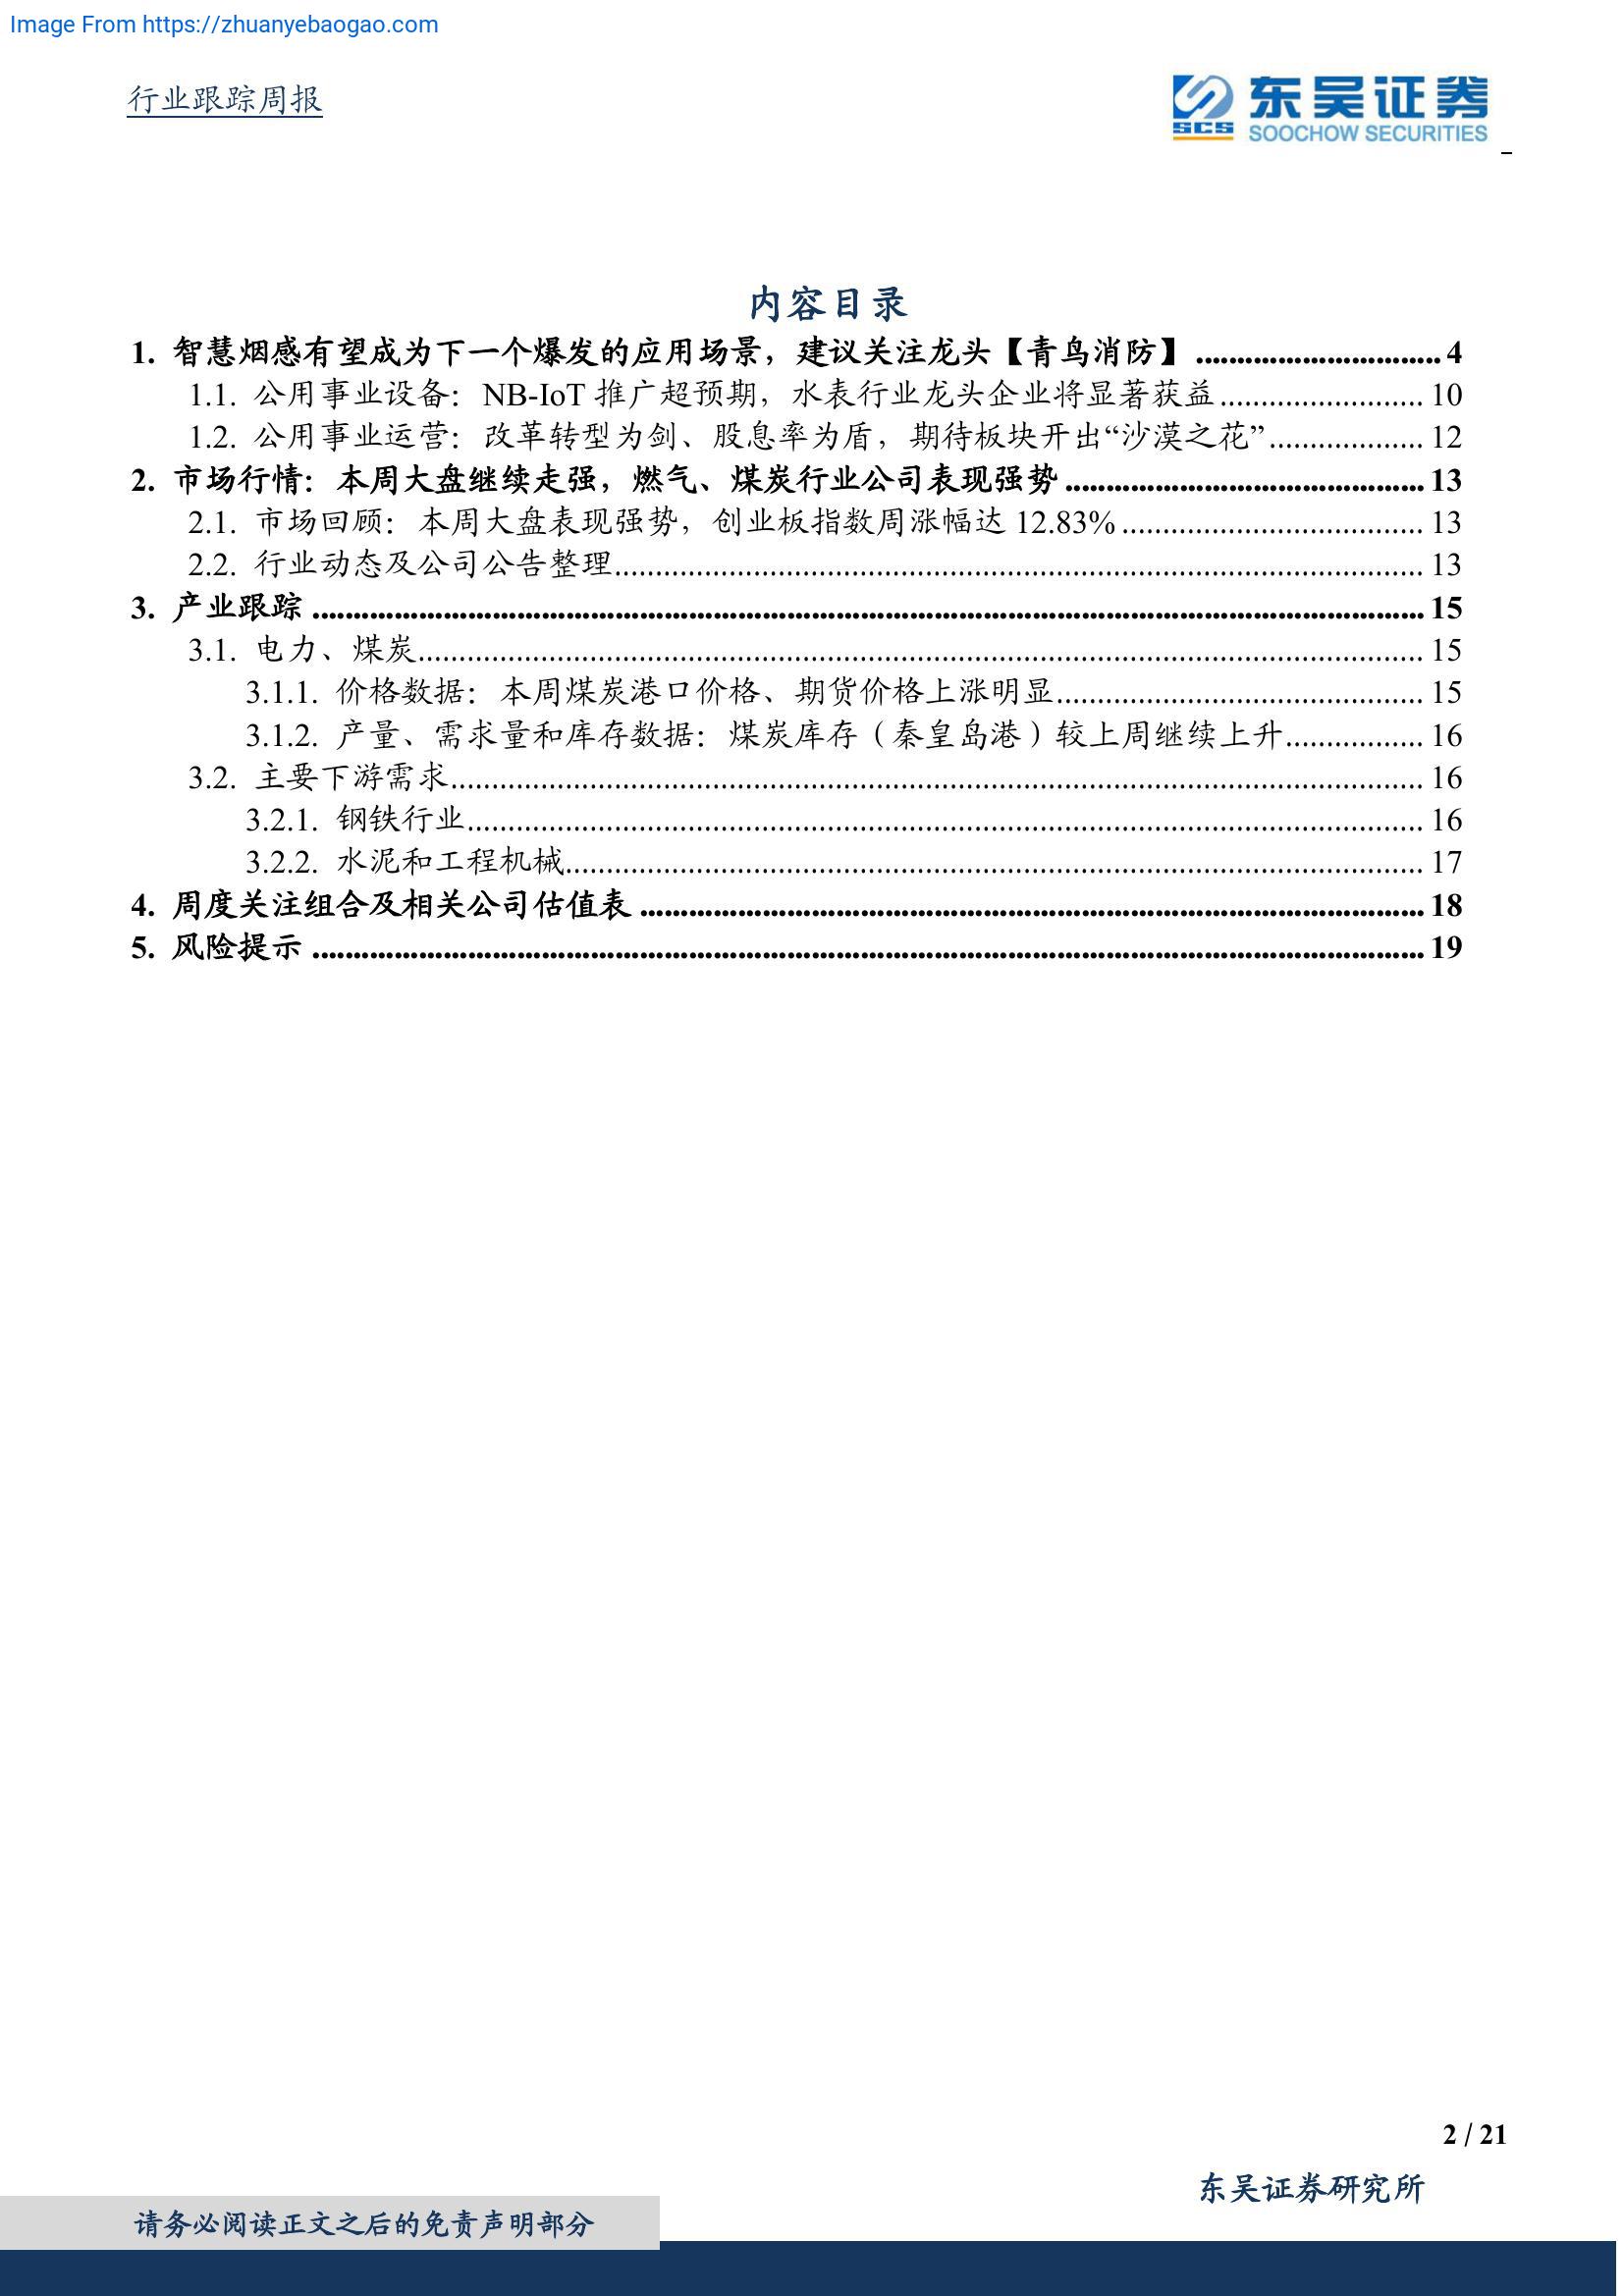 Image From https://zhuanyebaogao.com
行业跟踪周报
东吴证券
SCS
SOOCHOW SECURITIES
内容目录
1. 智慧烟感有望成为下一个爆发的应用场景，建议关注龙头【青鸟消防】 .............................. 4
1.1. 公用事业设备：NB-IoT 推广超预期，水表行业龙头企业将显著获益......................... 10
1.2. 公用事业运营：改革转型为剑、股息率为盾，期待板块开出“沙漠之花”................... 12
2. 市场行情：本周大盘继续走强，燃气、煤炭行业公司表现强势 ............................................ 13
2.1. 市场回顾：本周大盘表现强势，创业板指数周涨幅达 12.83%..................................... 13
2.2. 行业动态及公司公告整理.................................................................................................... 13
3. 产业跟踪 ........................................................................................................................................ 15
3.1. 电力、煤炭............................................................................................................................ 15
3.1.1. 价格数据：本周煤炭港口价格、期货价格上涨明显............................................. 15
3.1.2. 产量、需求量和库存数据：煤炭库存（秦皇岛港）较上周继续上升................. 16
3.2. 主要下游需求........................................................................................................................ 16
3.2.1. 钢铁行业..................................................................................................................... 16
3.2.2. 水泥和工程机械......................................................................................................... 17
4. 周度关注组合及相关公司估值表 ................................................................................................ 18
5. 风险提示 ........................................................................................................................................ 19
2 / 21
东吴证券研究所
请务必阅读正文之后的免责声明部分